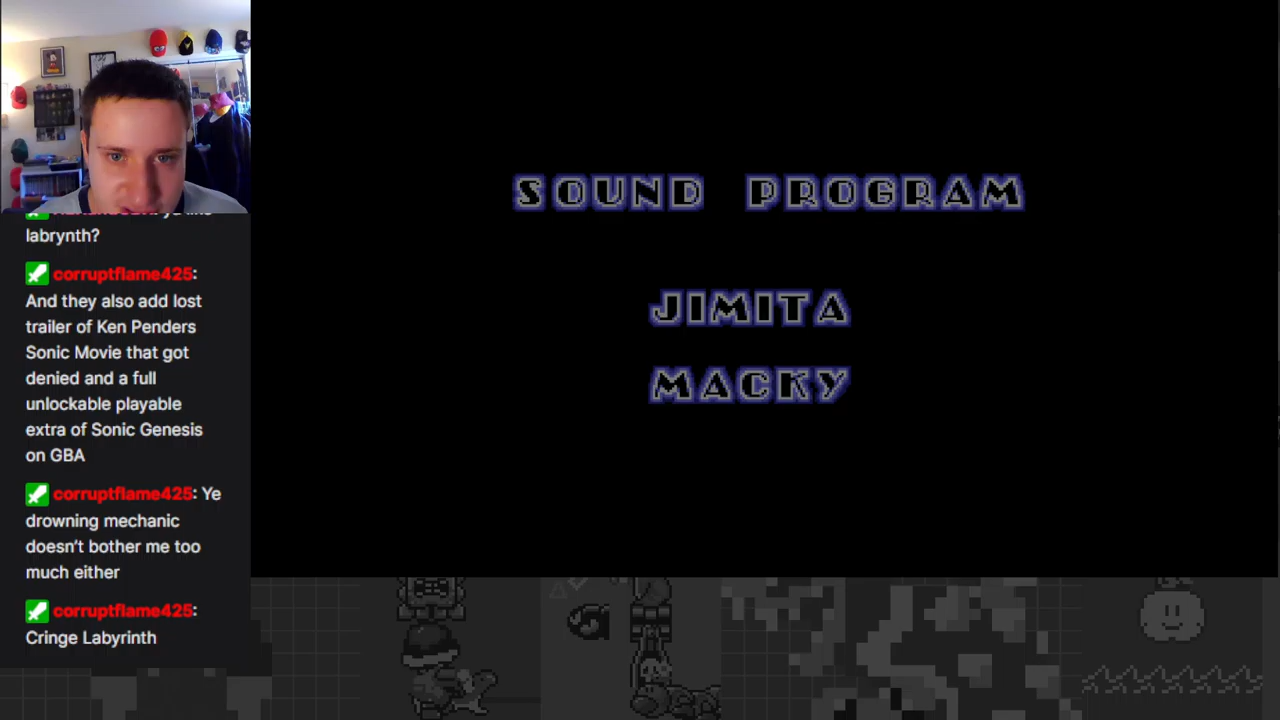 SOUND PROGRAM
JIMITA
MACKY
labrynth?
corruptflame425:
And they also add lost
trailer of Ken Penders
Sonic Movie that got
denied and a full
unlockable playable
extra of Sonic Genesis
on GBA
corruptflame425: Ye
drowning mechanic
doesn't bother me too
much either
corruptflame425:
Cringe Labyrinth